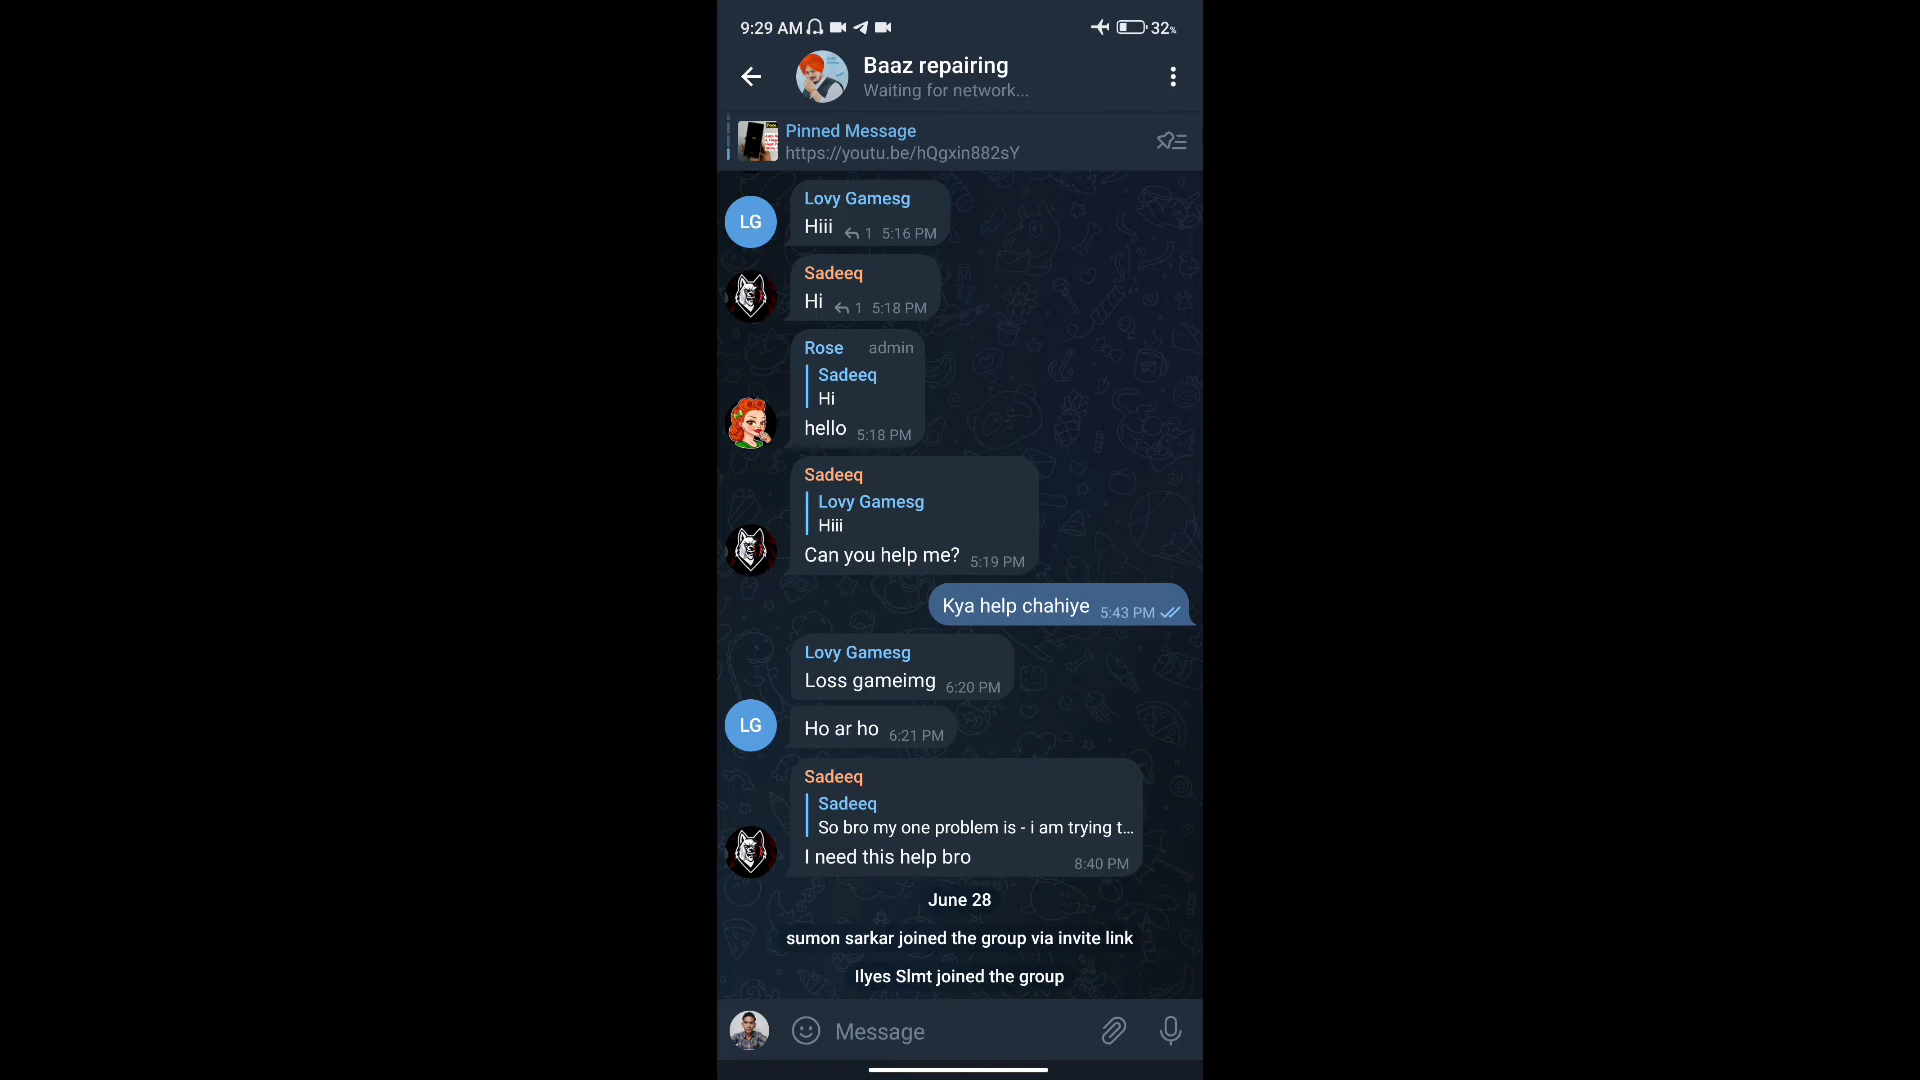 9:29 AM
32%
Baaz repairing
Waiting for network...
Pinned Message
https://youtu.be/hQgxin882sY
Lovy Gamesg
LG
Hiii 1 5:16 PM
Sadeeq
Hi 1 5:18 PM
Rose admin
Sadeeq
Hi
hello 5:18 PM
Sadeeq
Lovy Gamesg
Hiii
Can you help me? 5:19 PM
Kya help chahiye 5:43 PM
Lovy Gamesg
Loss gameimg 6:20 PM
LG
Ho ar ho 6:21 PM
Sadeeq
Sadeeq
So bro my one problem is - i am trying t...
I need this help bro 8:40 PM
June 28
sumon sarkar joined the group via invite link
Ilyes Slmt joined the group
Message